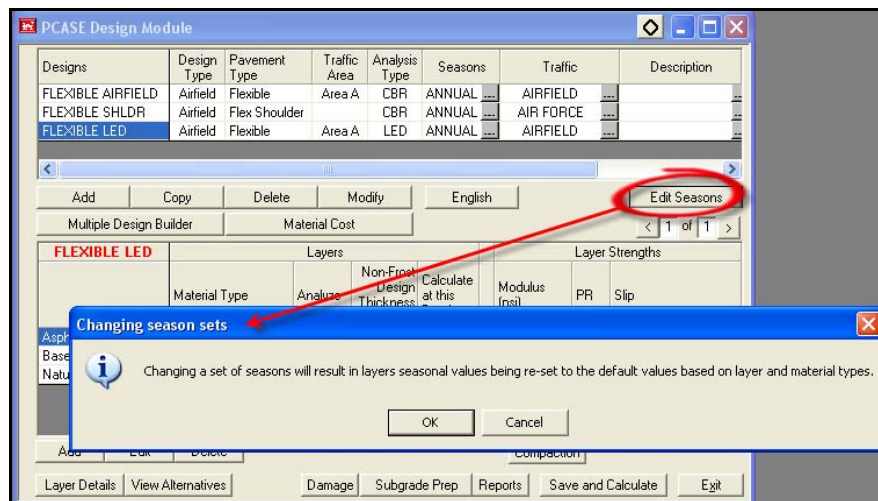 PCASE Design Module
Designs Design Type Pavement Type Traffic Area Analysis Type Seasons Traffic Description
FLEXIBLE AIRFIELD Airfield Flexible Area A CBR ANNUAL ... AIRFIELD ...
FLEXIBLE SHLDR Airfield Flex Shoulder CBR ANNUAL ... AIR FORCE ...
FLEXIBLE LED Airfield Flexible Area A LED ANNUAL ... AIRFIELD ...
Add Copy Delete Modify English Edit Seasons
Multiple Design Builder Material Cost < 1 of 1 >
FLEXIBLE LED Layers Layer Strengths
Material Type Analyze Non-Frost Design Thickness Calculate at this Modulus (psi) PR Slip
Changing season sets
Asph
Base
Natu
Changing a set of seasons will result in layers seasonal values being re-set to the default values based on layer and material types.
OK Cancel
Add Edit Delete Compaction
Layer Details View Alternatives Damage Subgrade Prep Reports Save and Calculate Exit